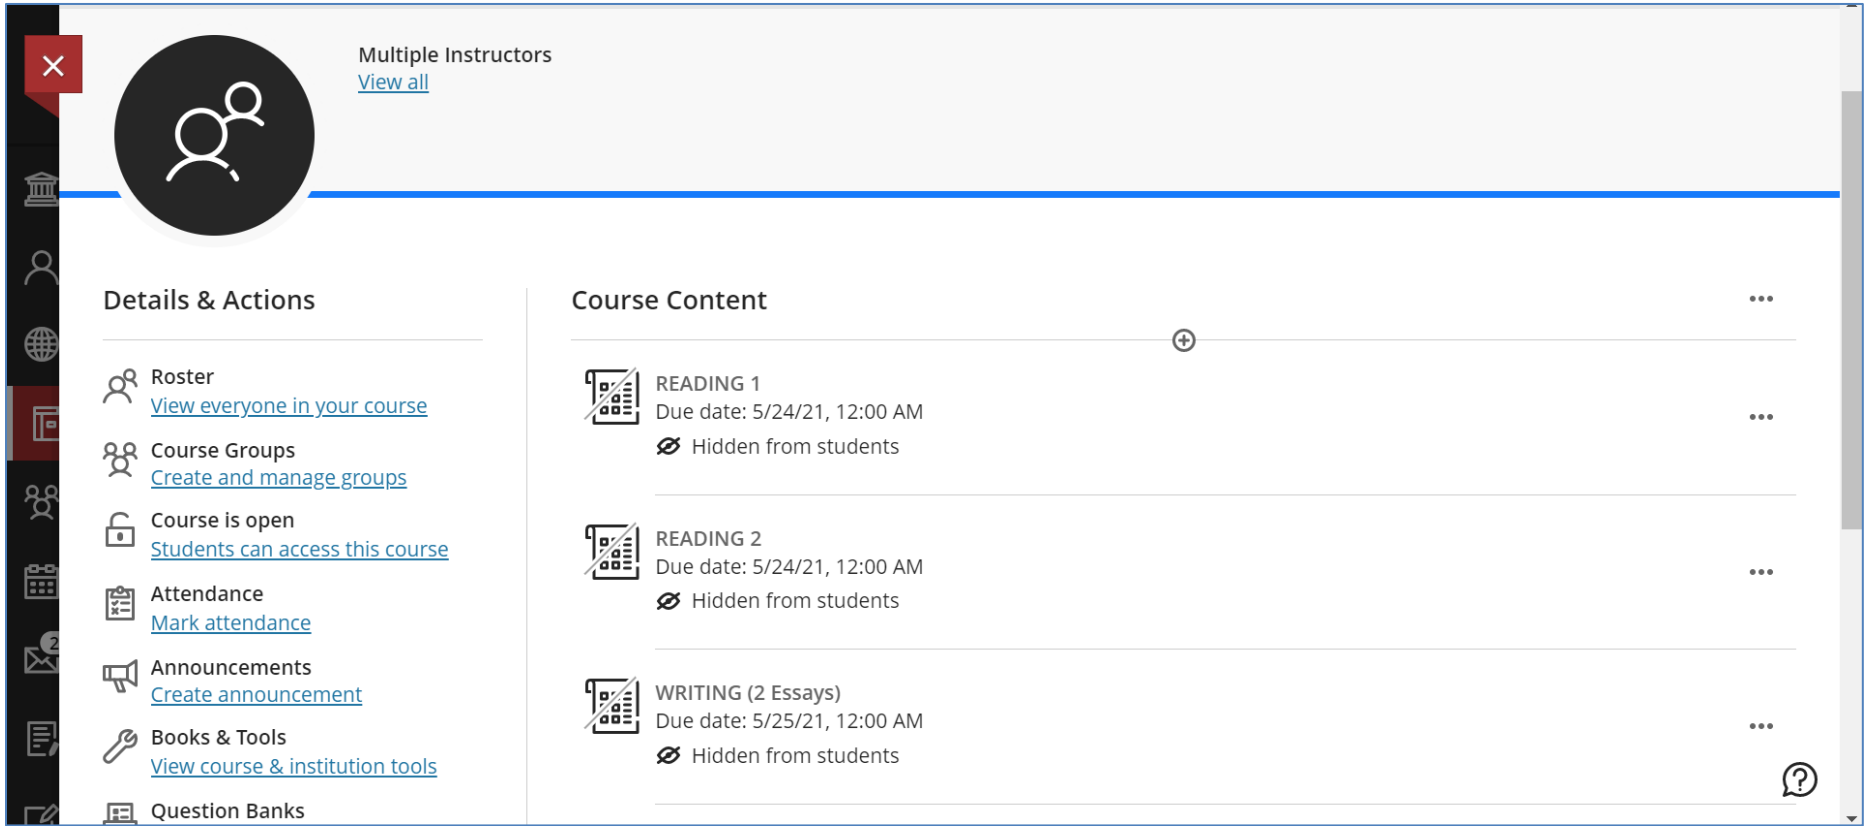 Multiple Instructors
View all
Details & Actions
Roster
View everyone in your course
Course Groups
Create and manage groups
Course is open
Students can access this course
Attendance
Mark attendance
Announcements
Create announcement
Books & Tools
View course & institution tools
Question Banks
Course Content
READING 1
Due date: 5/24/21, 12:00 AM
Hidden from students
READING 2
Due date: 5/24/21, 12:00 AM
Hidden from students
WRITING (2 Essays)
Due date: 5/25/21, 12:00 AM
Hidden from students
2